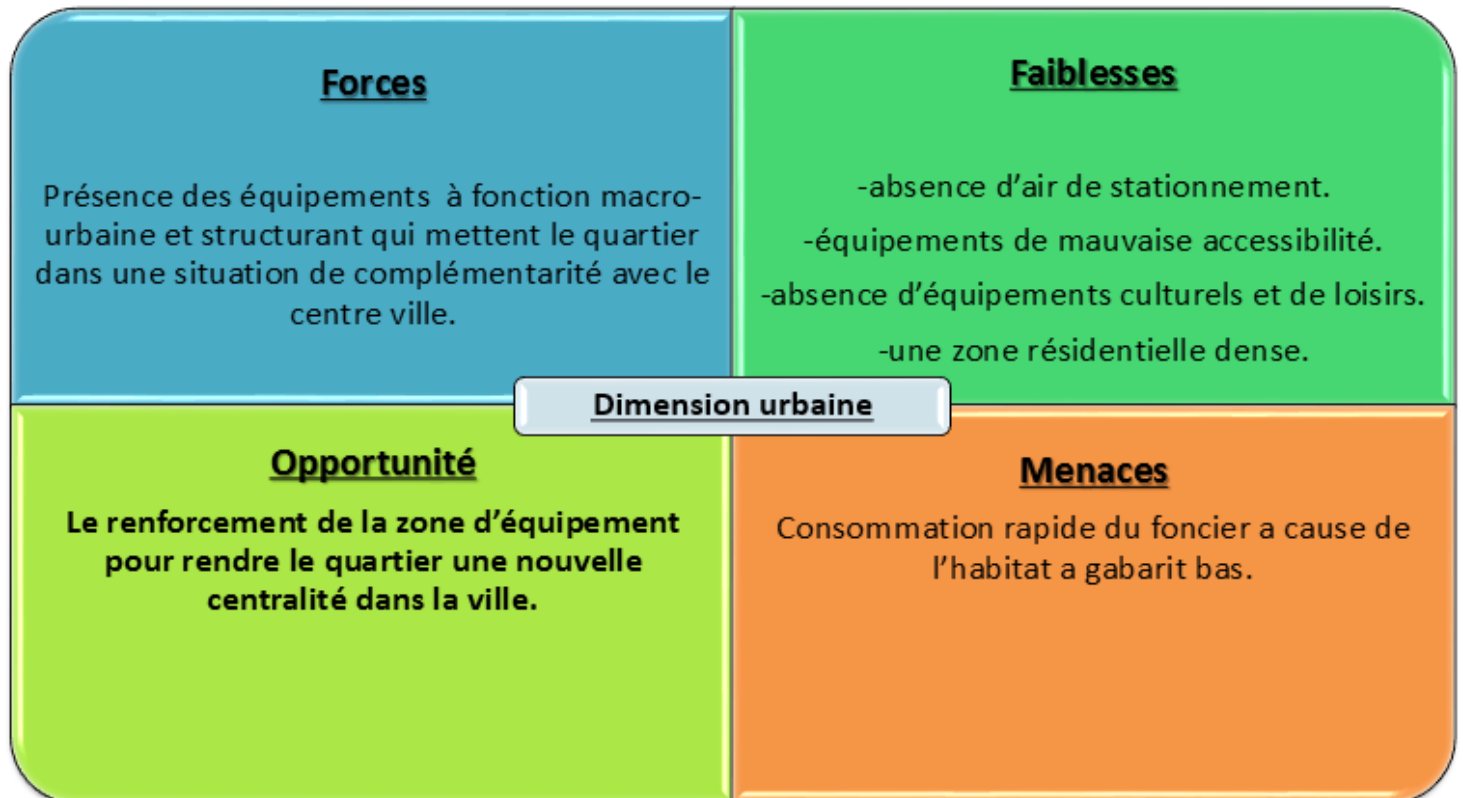 Forces
Présence des équipements à fonction macro-
urbaine et structurant qui mettent le quartier
dans une situation de complémentarité avec le
centre ville.
Faiblesses
-absence d’air de stationnement.
-équipements de mauvaise accessibilité.
-absence d’équipements culturels et de loisirs.
-une zone résidentielle dense.
Dimension urbaine
Opportunité
Le renforcement de la zone d’équipement
pour rendre le quartier une nouvelle
centralité dans la ville.
Menaces
Consommation rapide du foncier a cause de
l’habitat a gabarit bas.